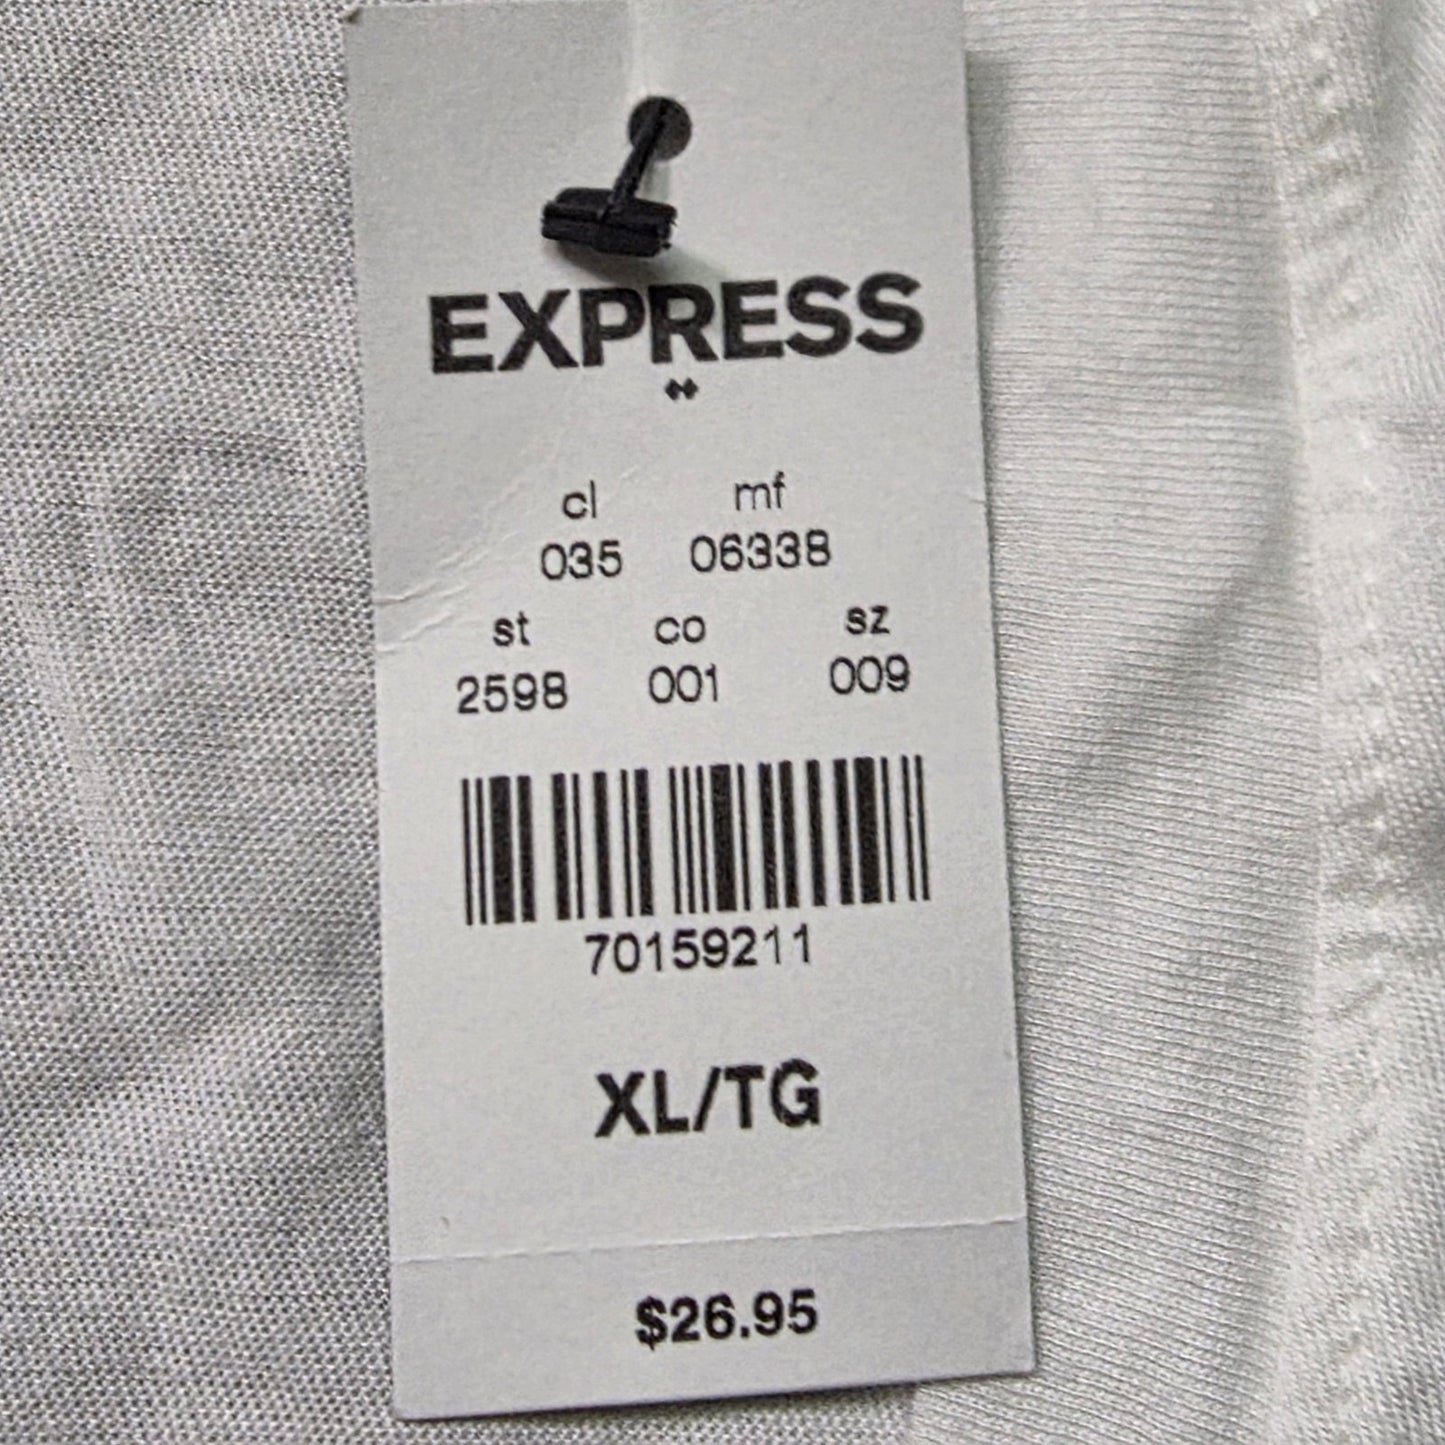 EXPRESS
cl mf
035 06338
st co sz
2598 001 009
70159211
XL/TG
$26.95